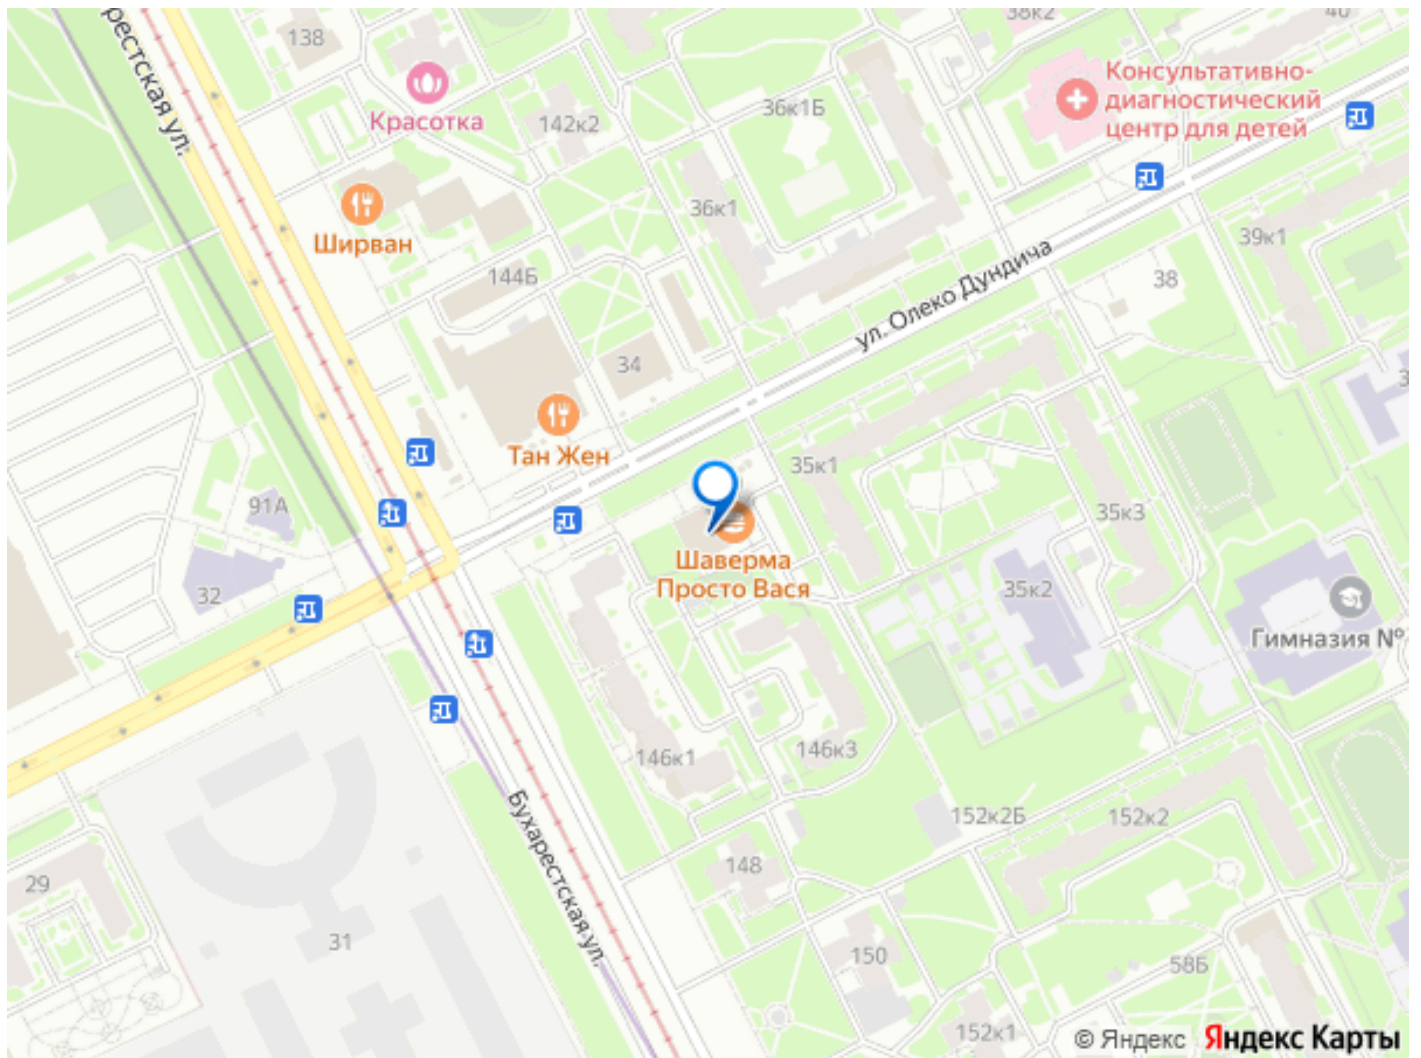 138
38к2
40
рестская ул.
Красотка
142к2
36к1Б
Консультативно-
диагностический
центр для детей
Ширван
36к1
39к1
144Б
38
ул. Олеко Дундича
34
Тан Жен
35к1
91А
35к3
Шаверма
Просто Вася
32
35к2
Гимназия №
146к1
146к3
Бухарестская ул.
152к2Б
152к2
148
29
31
150
58Б
152к1
© Яндекс Яндекс Карты